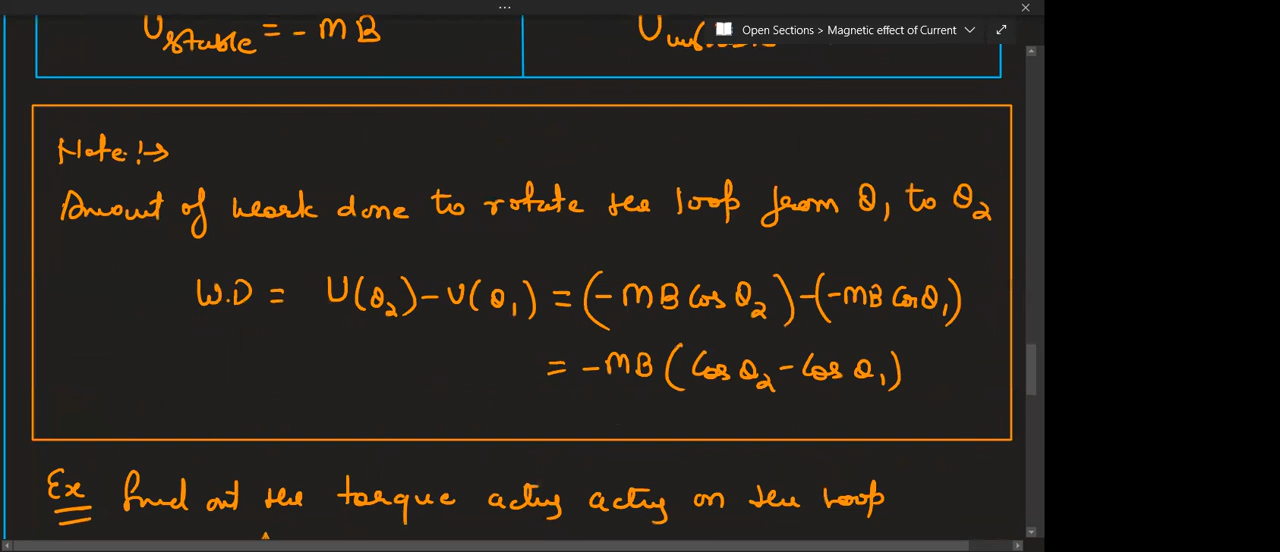 U stable = - MB
U
Open Sections > Magnetic effect of Current
Note:→
Amount of work done to rotate the loop from θ₁ to θ₂
W.D = U(θ₂) - U(θ₁) = (-MB Cos θ₂) - (-MB Cos θ₁)
= -MB (Cos θ₂ - Cos θ₁)
Ex find out the torque acting acting on the loop